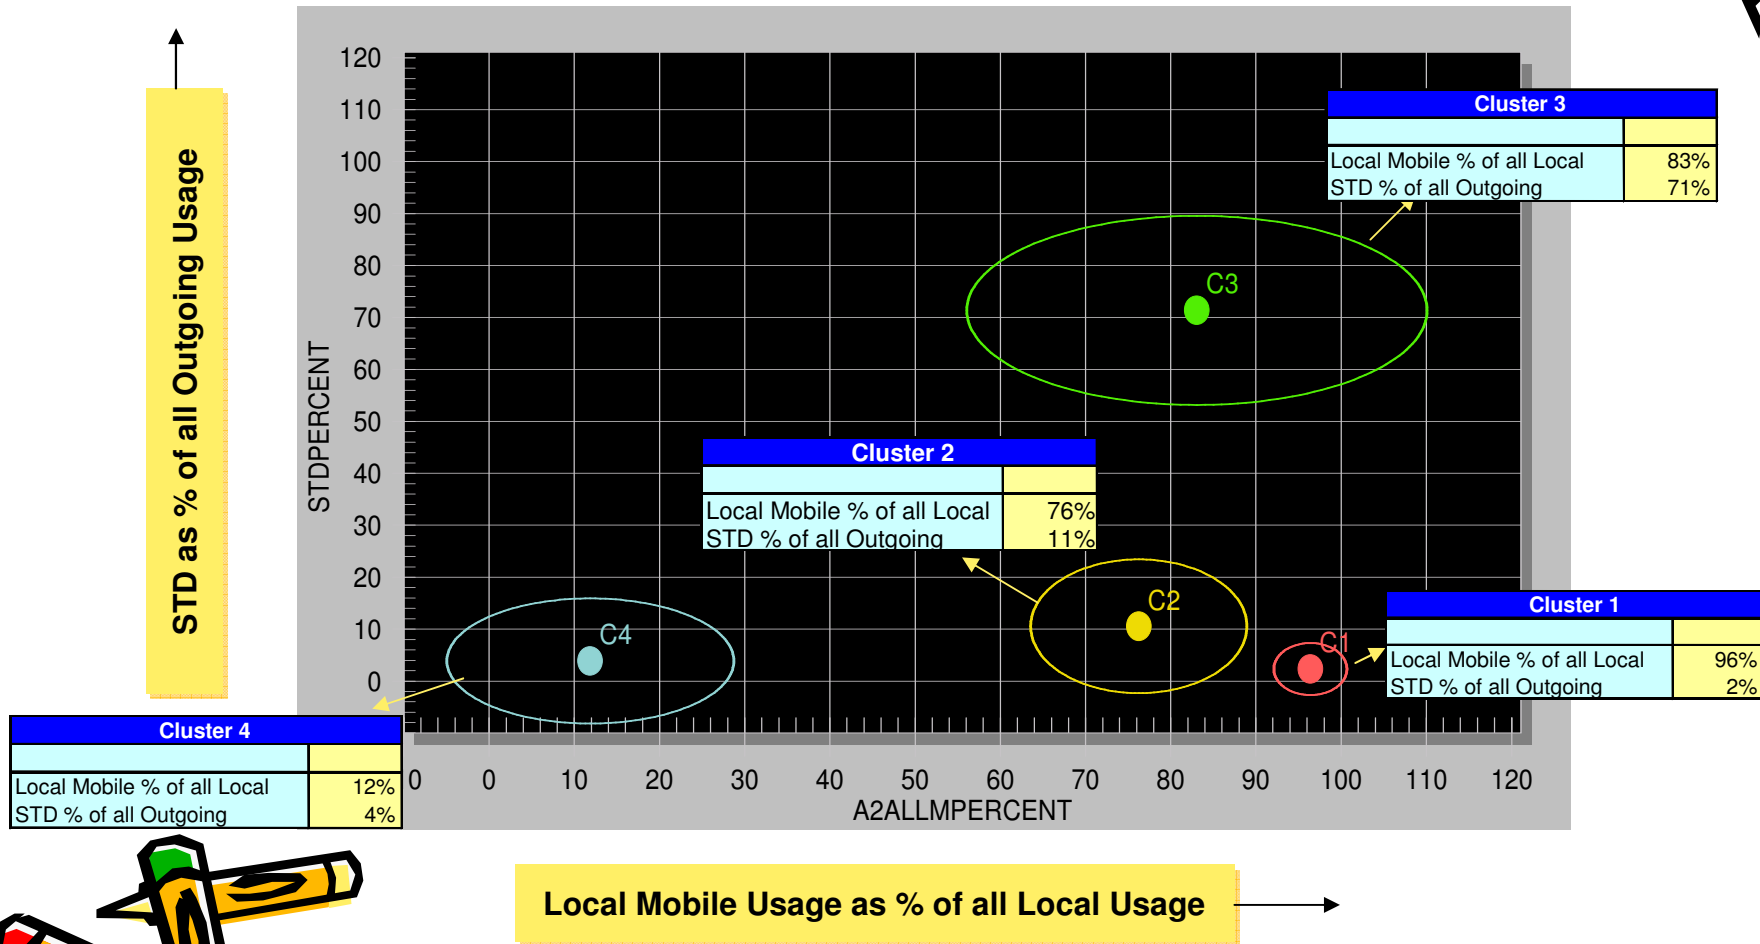 STD as % of all Outgoing Usage
STDPERCENT
120
110
100
90
80
70
60
50
40
30
20
10
0
Cluster 3
Local Mobile % of all Local 83%
STD % of all Outgoing 71%
C3
Cluster 2
Local Mobile % of all Local 76%
STD % of all Outgoing 11%
C2
C4
C1
Cluster 1
Local Mobile % of all Local 96%
STD % of all Outgoing 2%
Cluster 4
Local Mobile % of all Local 12%
STD % of all Outgoing 4%
0 0 10 20 30 40 50 60 70 80 90 100 110 120
A2ALLMPERCENT
Local Mobile Usage as % of all Local Usage